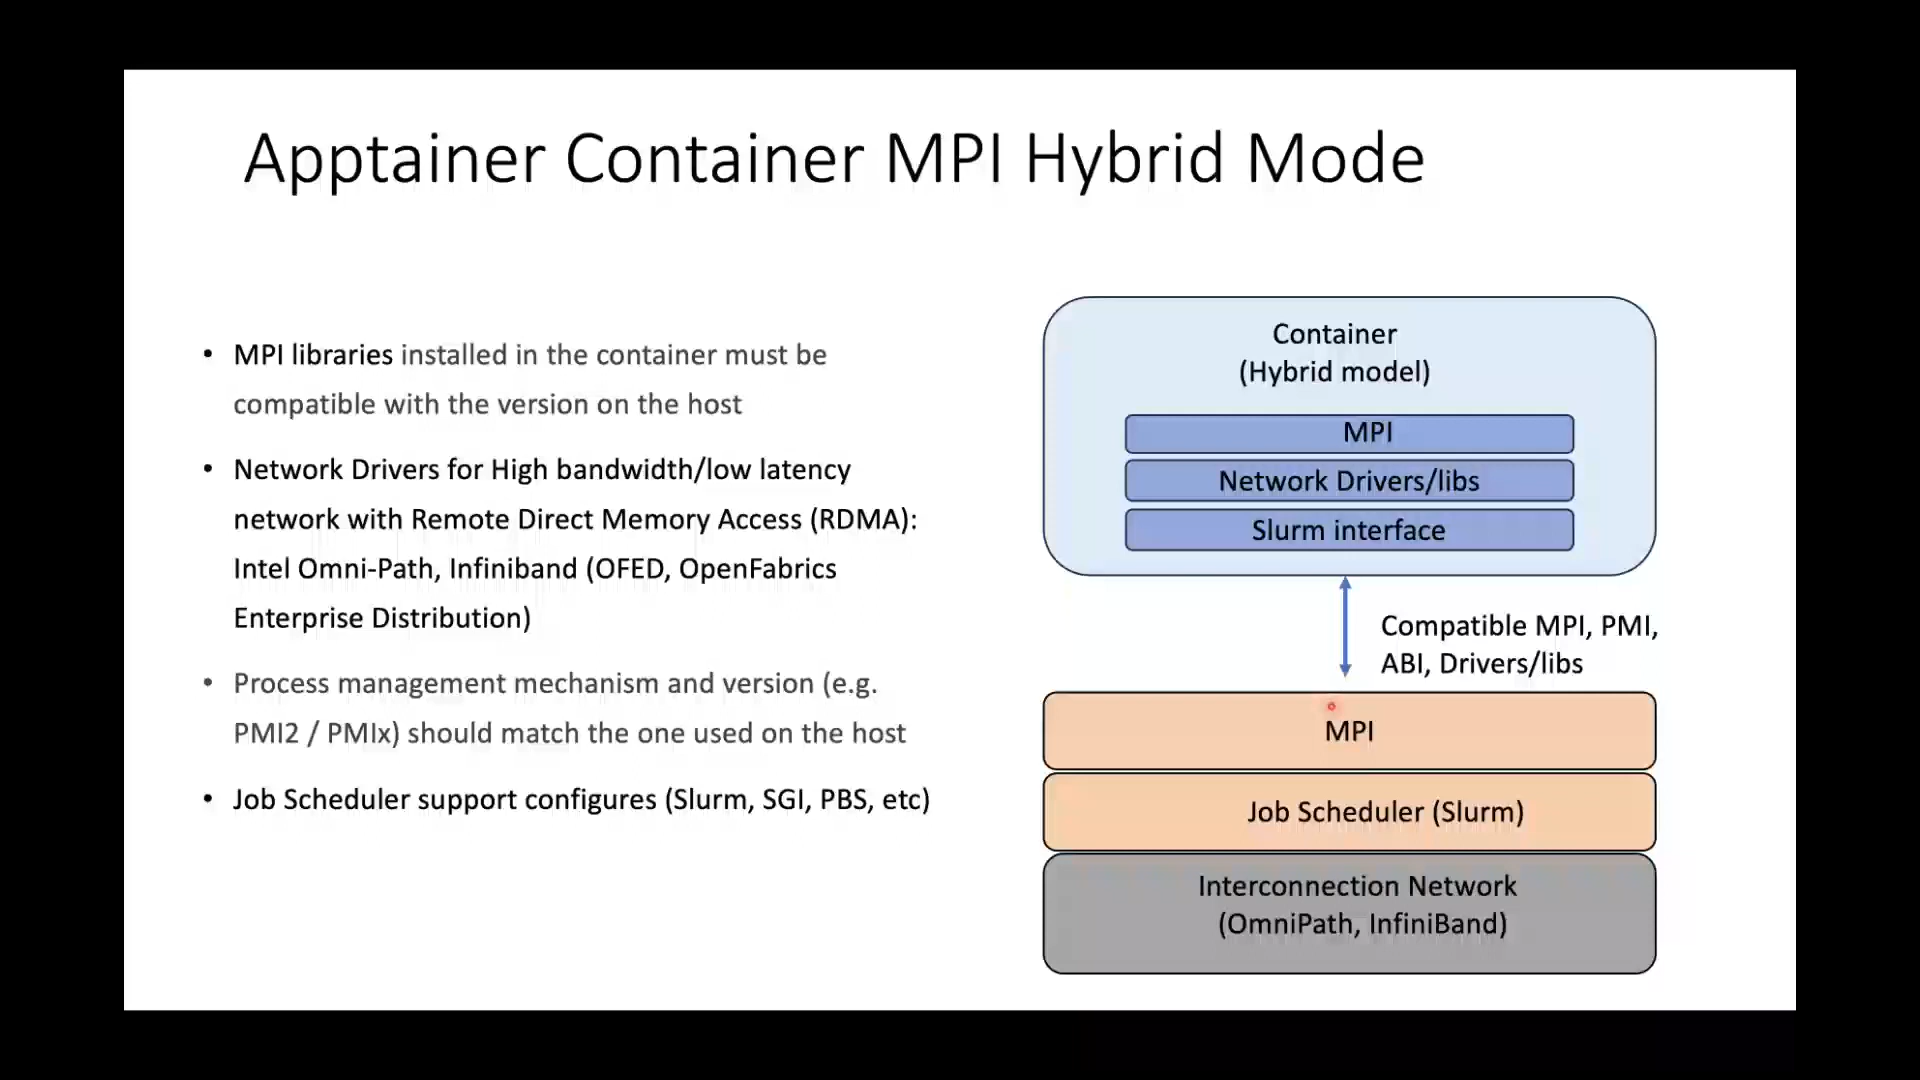 Apptainer Container MPI Hybrid Mode
• MPI libraries installed in the container must be
compatible with the version on the host
• Network Drivers for High bandwidth/low latency
network with Remote Direct Memory Access (RDMA):
Intel Omni-Path, Infiniband (OFED, OpenFabrics
Enterprise Distribution)
• Process management mechanism and version (e.g.
PMI2 / PMIx) should match the one used on the host
• Job Scheduler support configures (Slurm, SGI, PBS, etc)
Container
(Hybrid model)
MPI
Network Drivers/libs
Slurm interface
Compatible MPI, PMI,
ABI, Drivers/libs
MPI
Job Scheduler (Slurm)
Interconnection Network
(OmniPath, InfiniBand)